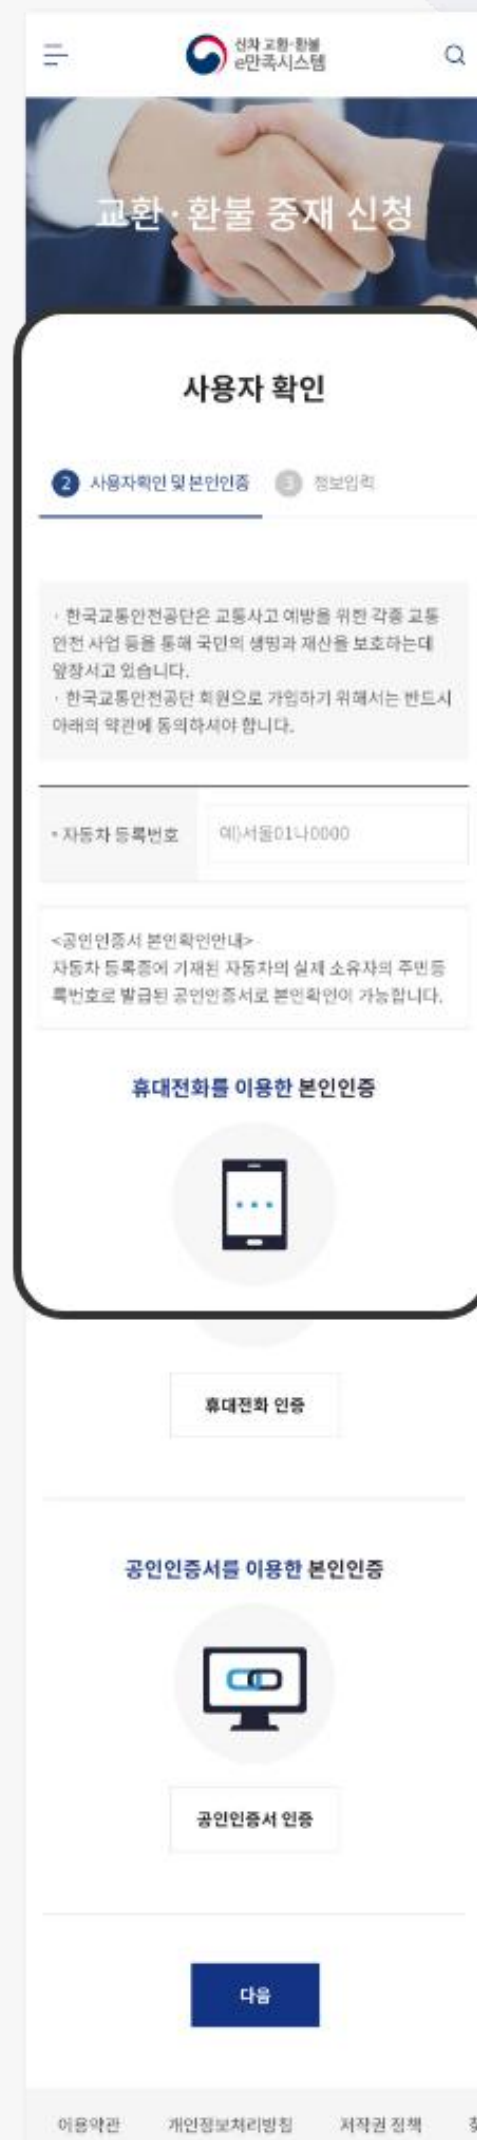 신차 교환·환불
e만족시스템
교환·환불 중재 신청
사용자 확인
2 사용자확인 및 본인인증 3 정보입력
· 한국교통안전공단은 교통사고 예방을 위한 각종 교통
안전 사업 등을 통해 국민의 생명과 재산을 보호하는데
앞장서고 있습니다.
· 한국교통안전공단 회원으로 가입하기 위해서는 반드시
아래의 약관에 동의하셔야 합니다.
• 자동차 등록번호 예)서울01나0000
<공인인증서 본인확인안내>
자동차 등록증에 기재된 자동차의 실제 소유자의 주민등
록번호로 발급된 공인인증서로 본인확인이 가능합니다.
휴대전화를 이용한 본인인증
휴대전화 인증
공인인증서를 이용한 본인인증
공인인증서 인증
다음
이용약관 개인정보처리방침 저작권 정책